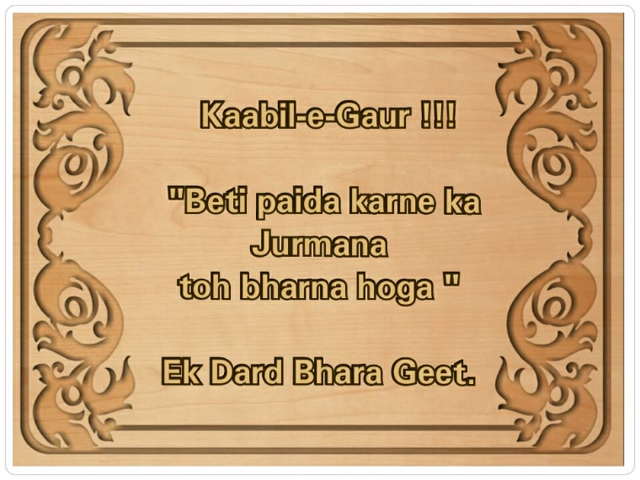 Kaabil-e-Gaur !!!
"Beti paida karne ka
Jurmana
toh bharna hoga "
Ek Dard Bhara Geet.